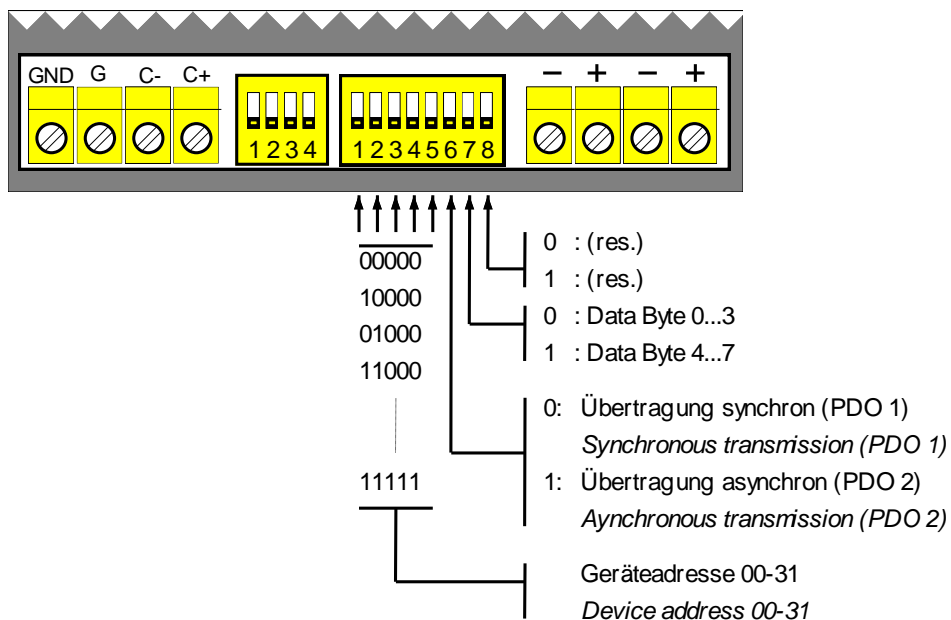 GND G C- C+ − + − +
1 2 3 4 1 2 3 4 5 6 7 8
00000
10000
01000
11000
11111
0 : (res.)
1 : (res.)
0 : Data Byte 0...3
1 : Data Byte 4...7
0: Übertragung synchron (PDO 1)
Synchronous transmission (PDO 1)
1: Übertragung asynchron (PDO 2)
Aynchronous transmission (PDO 2)
Geräteadresse 00-31
Device address 00-31